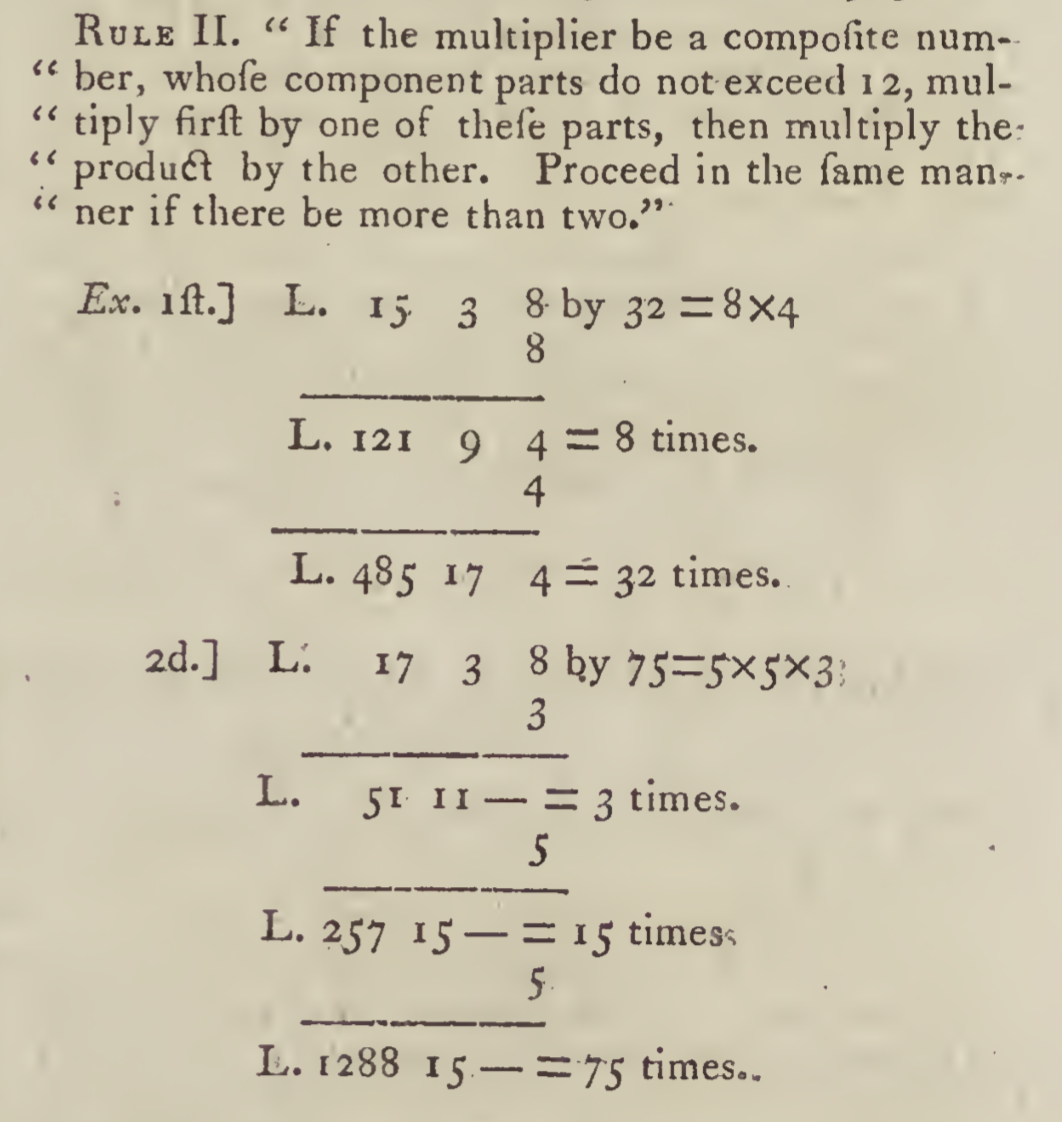 RULE II. “ If the multiplier be a compoſite num-
“ ber, whoſe component parts do not exceed 12, mul-
“ tiply firſt by one of theſe parts, then multiply the
“ product by the other. Proceed in the ſame man-
“ ner if there be more than two.”
Ex. 1ſt.] L. 15 3 8 by 32 = 8×4
8
L. 121 9 4 = 8 times.
4
L. 485 17 4 = 32 times.
2d.] L. 17 3 8 by 75=5×5×3
3
L. 51 11 — = 3 times.
5
L. 257 15 — = 15 times
5
L. 1288 15 — = 75 times.